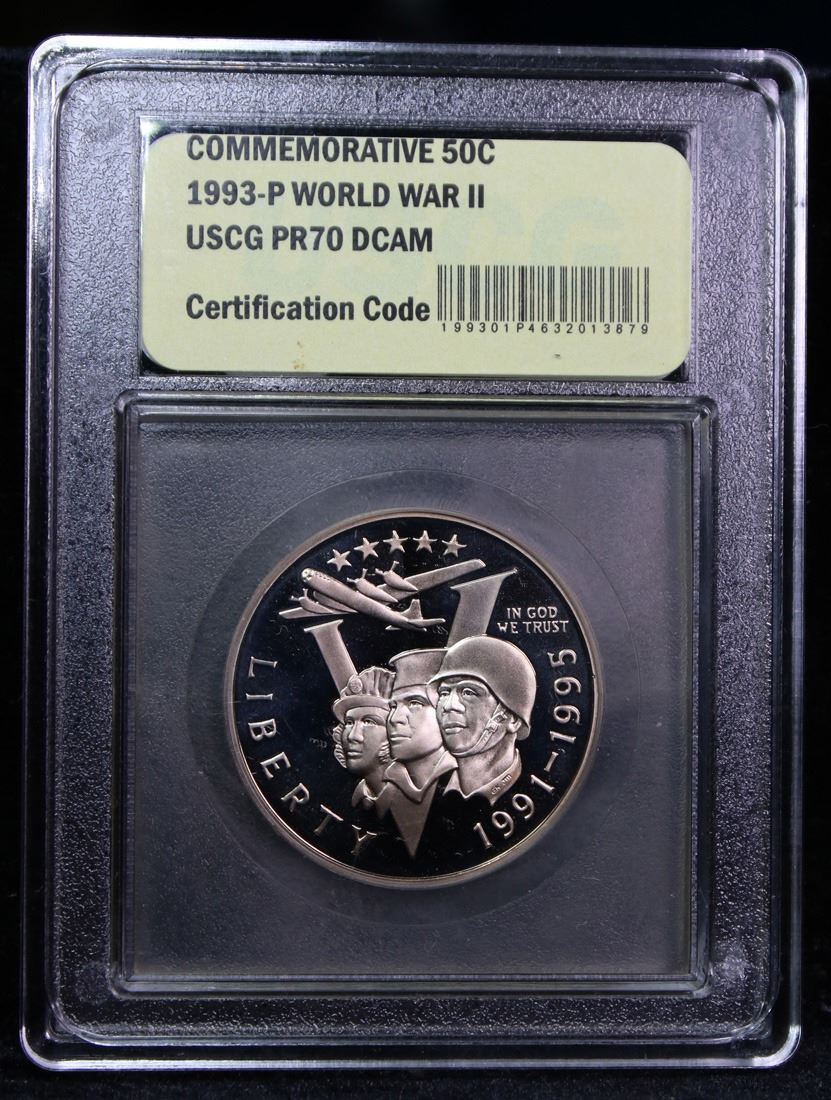 COMMEMORATIVE 50C
1993-P WORLD WAR II
USCG PR70 DCAM
Certification Code
199301P4632013879
IN GOD
WE TRUST
LIBERTY
1991-1995